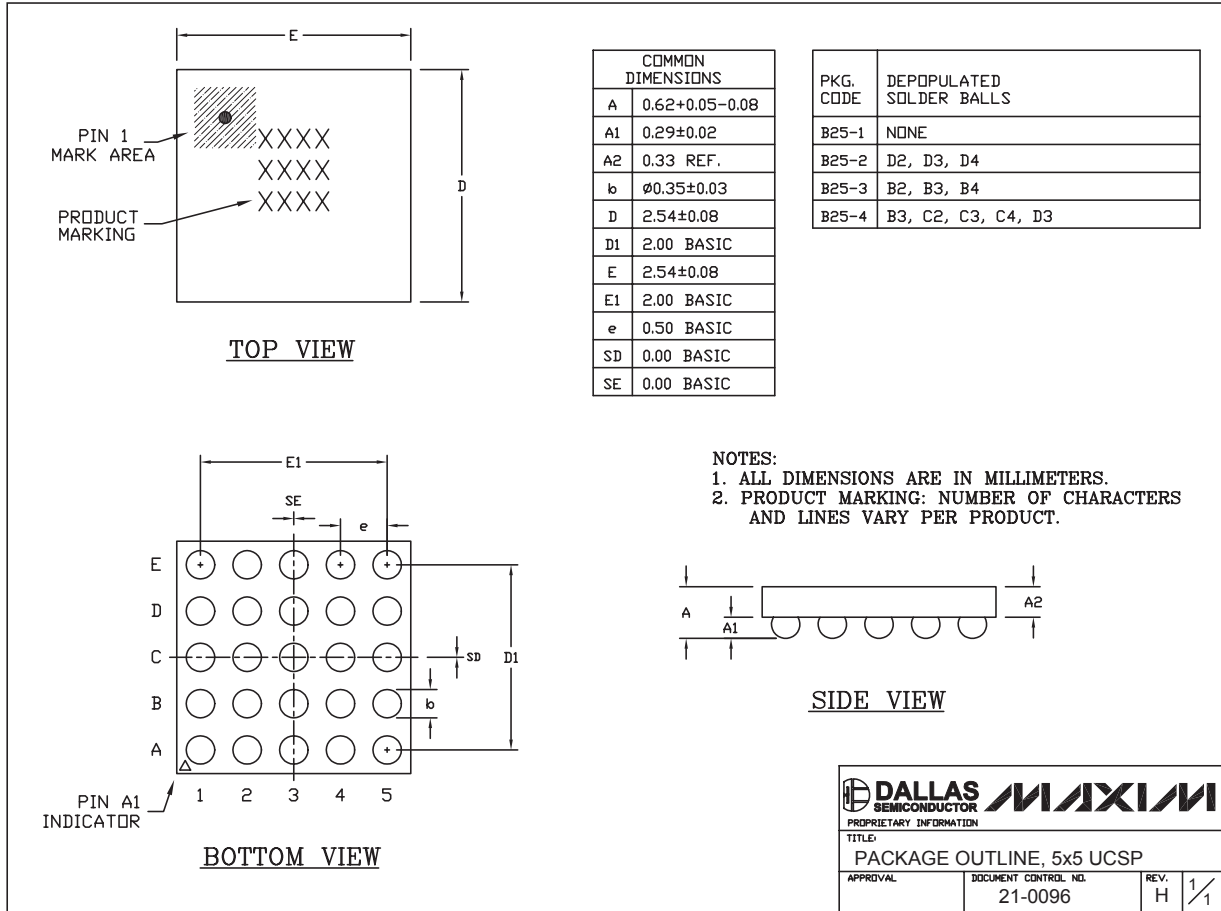 E
PIN 1
MARK AREA
XXXX
XXXX
XXXX
PRODUCT
MARKING
D
TOP VIEW
COMMON
DIMENSIONS
A 0.62+0.05-0.08
A1 0.29±0.02
A2 0.33 REF.
b Ø0.35±0.03
D 2.54±0.08
D1 2.00 BASIC
E 2.54±0.08
E1 2.00 BASIC
e 0.50 BASIC
SD 0.00 BASIC
SE 0.00 BASIC
PKG. CODE DEPOPULATED SOLDER BALLS
B25-1 NONE
B25-2 D2, D3, D4
B25-3 B2, B3, B4
B25-4 B3, C2, C3, C4, D3
NOTES:
1. ALL DIMENSIONS ARE IN MILLIMETERS.
2. PRODUCT MARKING: NUMBER OF CHARACTERS
AND LINES VARY PER PRODUCT.
E1
SE
e
E
D
C
B
A
SD
D1
b
1 2 3 4 5
PIN A1
INDICATOR
BOTTOM VIEW
A
A1
A2
SIDE VIEW
DALLAS
SEMICONDUCTOR
MAXIM
PROPRIETARY INFORMATION
TITLE:
PACKAGE OUTLINE, 5x5 UCSP
APPROVAL
DOCUMENT CONTROL NO.
21-0096
REV.
H
1/1